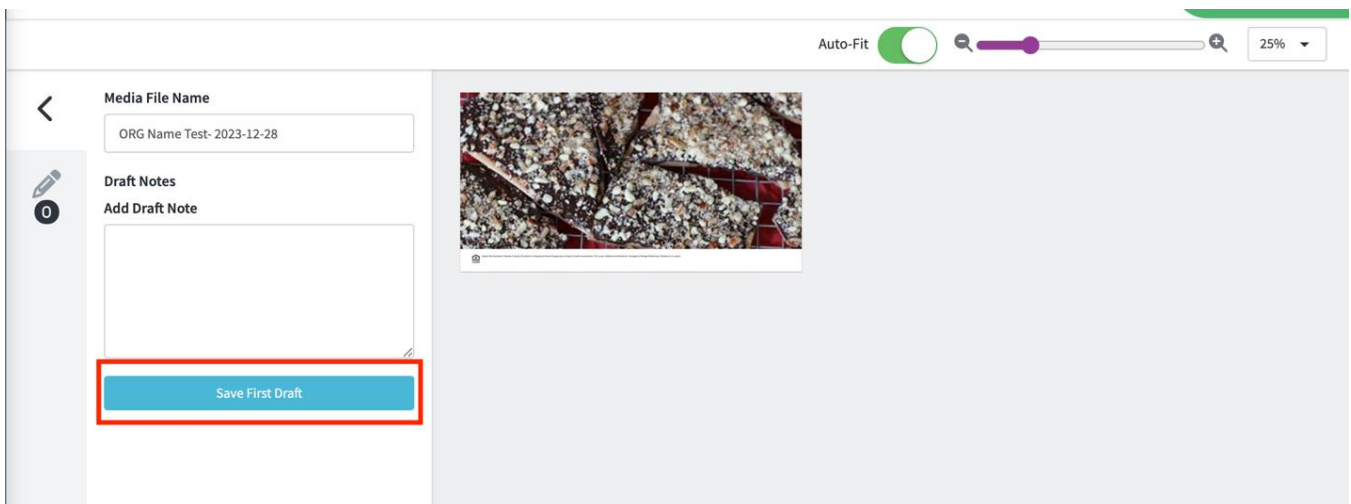 Auto-Fit
25%
Media File Name
ORG Name Test- 2023-12-28
Draft Notes
Add Draft Note
0
Save First Draft